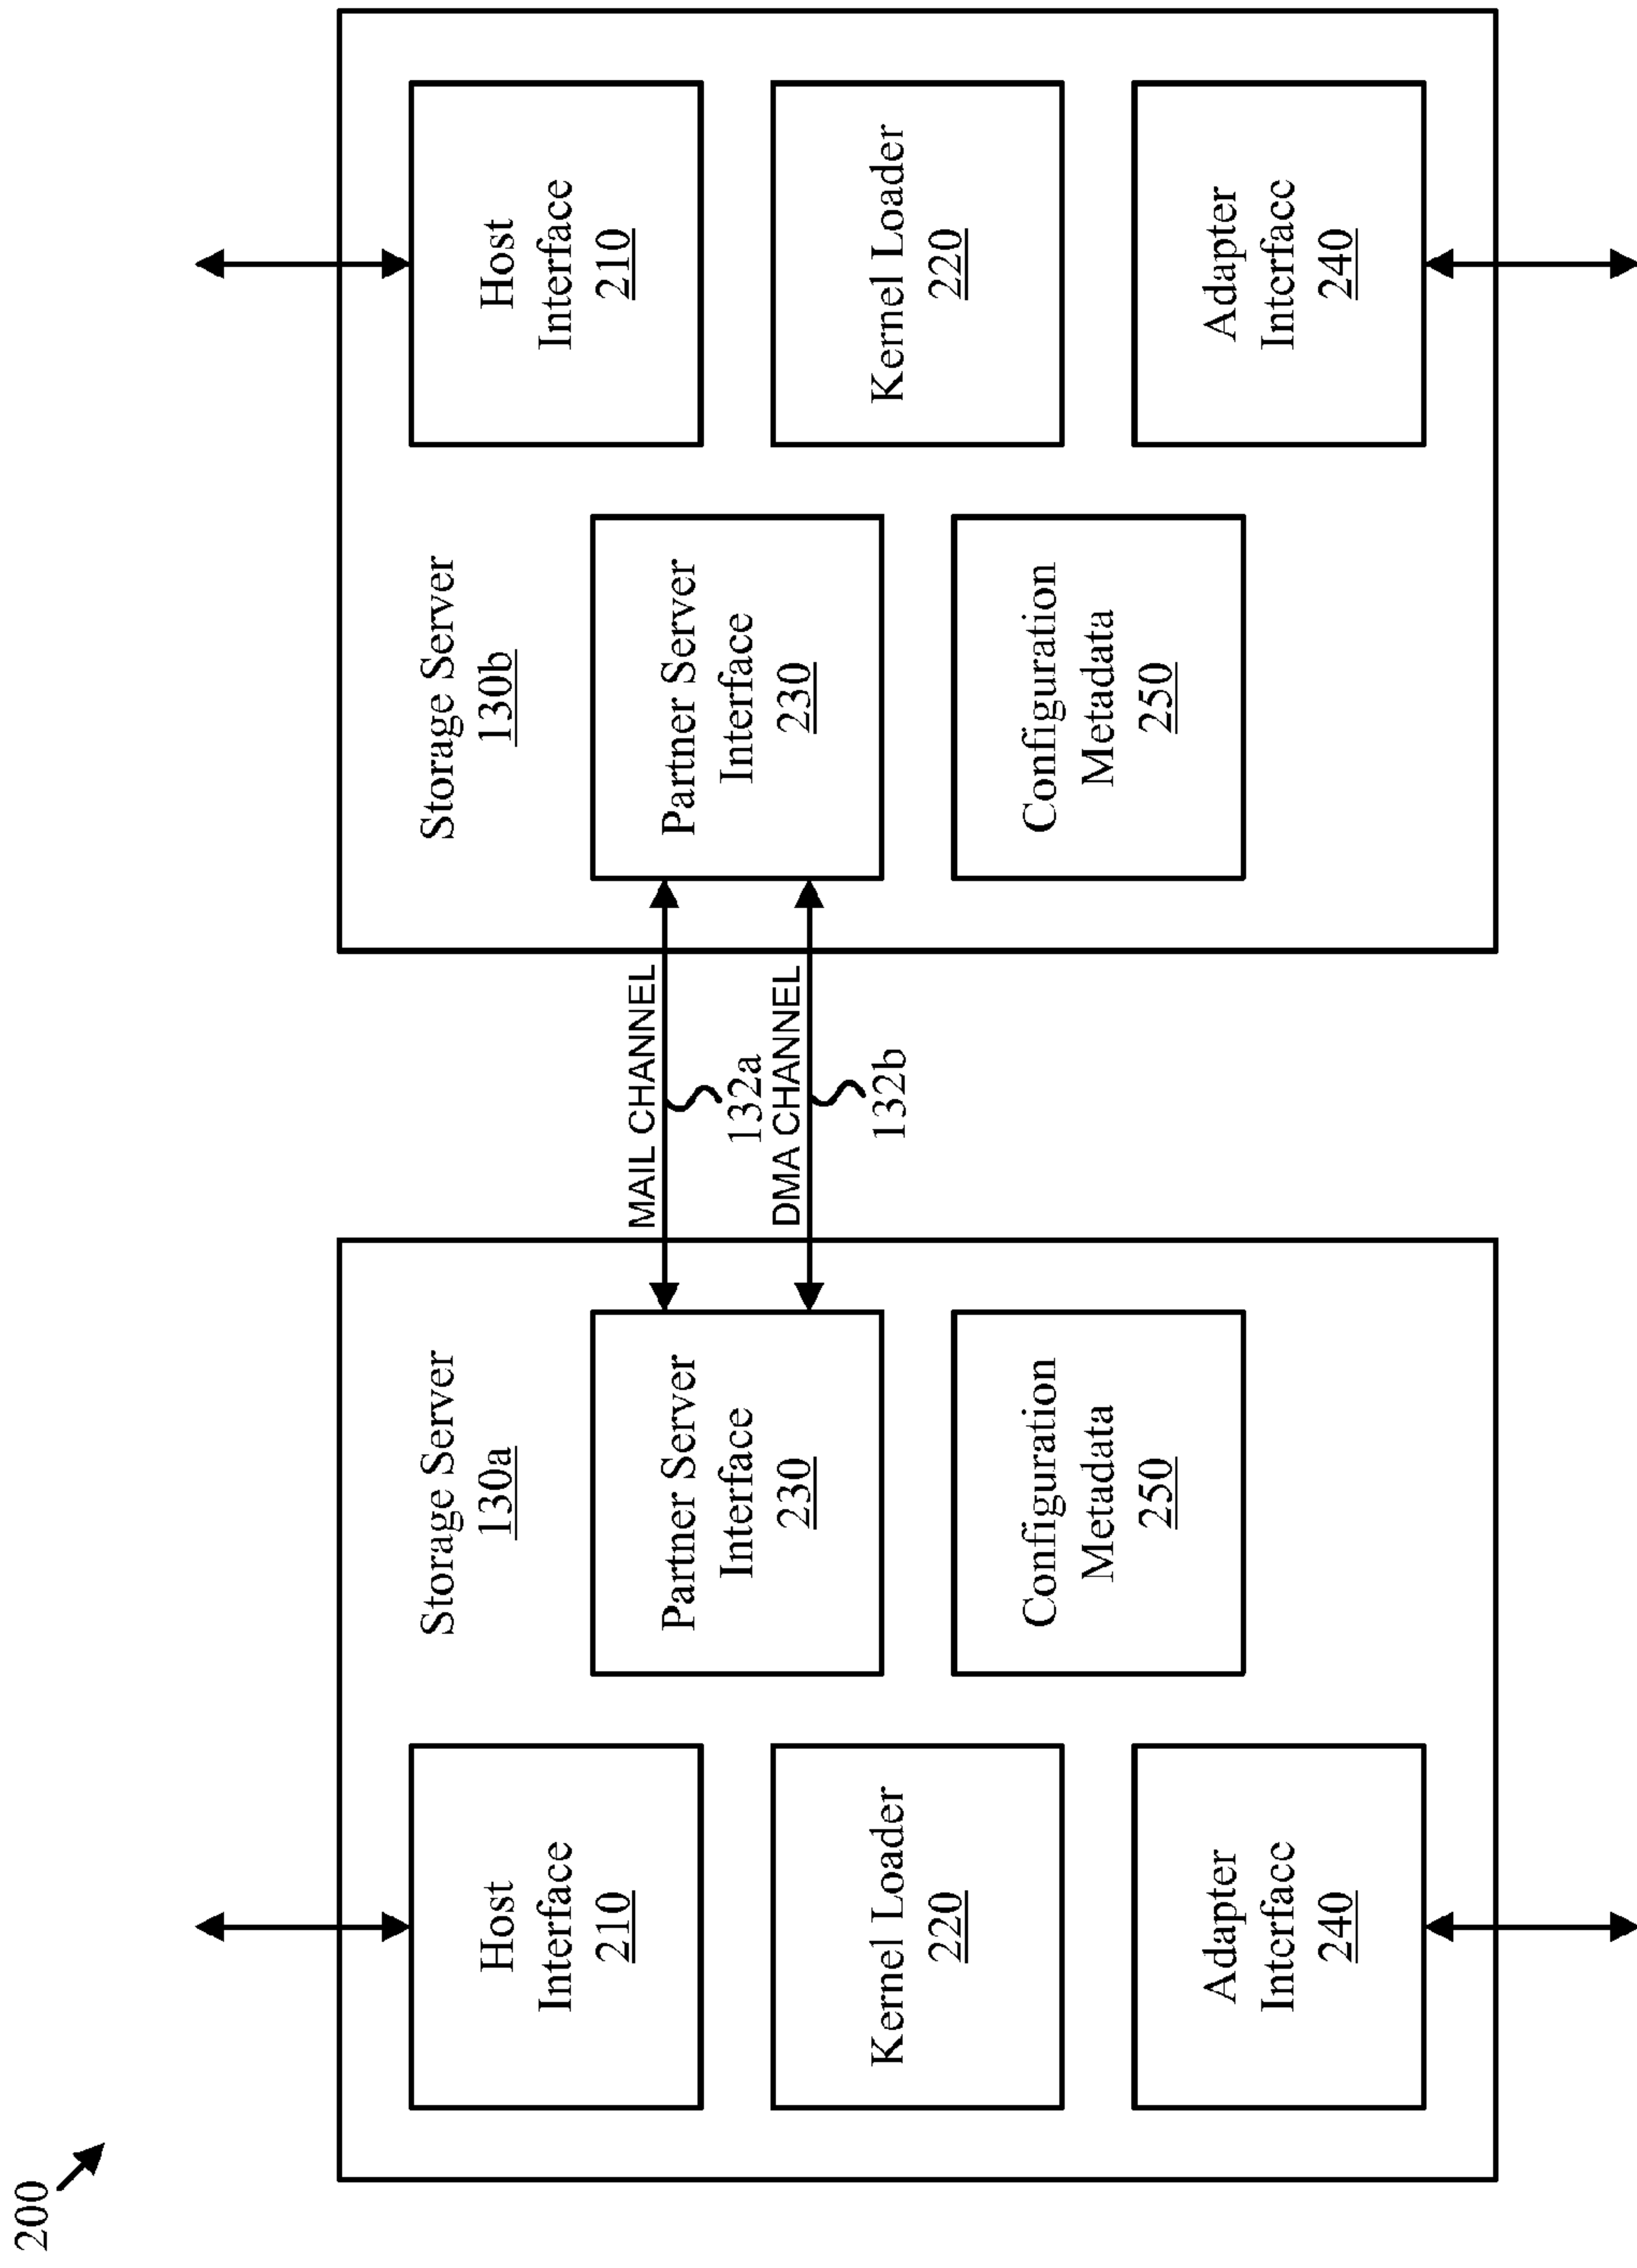 200
Storage Server
130a
Host
Interface
210
Partner Server
Interface
230
Kernel Loader
220
Configuration
Metadata
250
Adapter
Interface
240
MAIL CHANNEL
132a
DMA CHANNEL
132b
Storage Server
130b
Partner Server
Interface
230
Host
Interface
210
Configuration
Metadata
250
Kernel Loader
220
Adapter
Interface
240